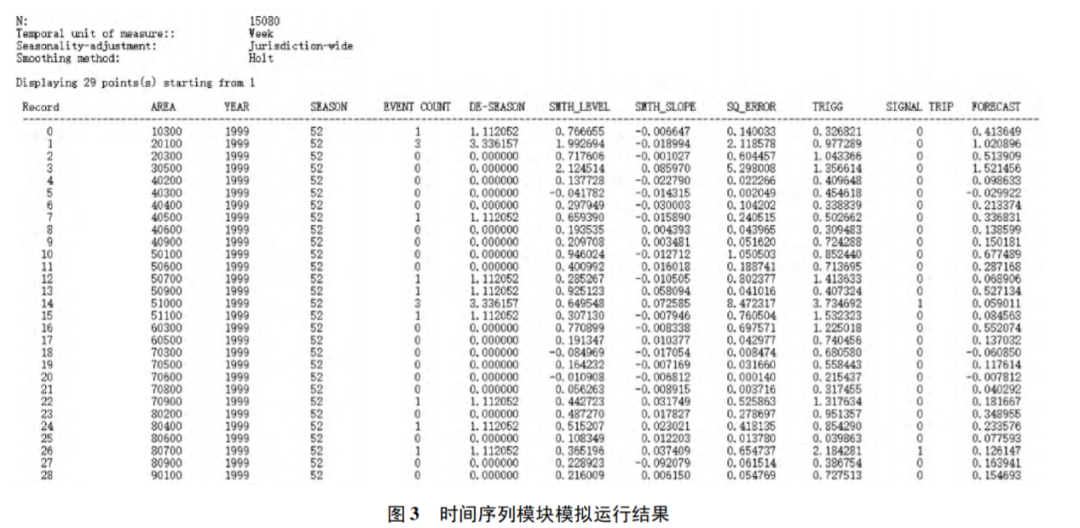 N: 15080
Temporal unit of measure:: Week
Seasonality-adjustment: Jurisdiction-wide
Smoothing method: Holt
Displaying 29 points(s) starting from 1
Record AREA YEAR SEASON EVENT COUNT DE-SEASON SMTH_LEVEL SMTH_SLOPE SQ_ERROR TRIGG SIGNAL TRIP FORECAST
0 10300 1999 52 1 1.112052 0.766655 -0.006647 0.140033 0.326821 0 0.413649
1 20100 1999 52 3 3.336157 1.992694 -0.018994 2.118578 0.977289 0 1.020896
2 20300 1999 52 0 0.000000 0.717606 -0.001027 0.604457 1.043366 0 0.513909
3 30500 1999 52 0 0.000000 2.124514 0.085970 5.298008 1.356614 0 1.521456
4 40200 1999 52 0 0.000000 0.137728 -0.022790 0.022266 0.409648 0 0.098633
5 40300 1999 52 0 0.000000 -0.041782 -0.014315 0.002049 0.454618 0 -0.029922
6 40400 1999 52 0 0.000000 0.297949 -0.030003 0.104202 0.338839 0 0.213374
7 40500 1999 52 1 1.112052 0.659390 -0.015890 0.240515 0.502662 0 0.336831
8 40600 1999 52 0 0.000000 0.193535 0.004393 0.043965 0.309483 0 0.138599
9 40900 1999 52 0 0.000000 0.209708 0.003481 0.051620 0.724288 0 0.150181
10 50100 1999 52 0 0.000000 0.946024 -0.012712 1.050503 0.852440 0 0.677489
11 50600 1999 52 0 0.000000 0.400992 0.016018 0.188741 0.713695 0 0.287168
12 50700 1999 52 1 1.112052 0.285267 -0.010505 0.802377 1.413633 0 0.068906
13 50900 1999 52 1 1.112052 0.925123 0.058094 0.041016 0.407324 0 0.527134
14 51000 1999 52 3 3.336157 0.649548 0.072585 8.472317 3.734692 1 0.059011
15 51100 1999 52 1 1.112052 0.307130 -0.007946 0.760504 1.532323 0 0.084563
16 60300 1999 52 0 0.000000 0.770899 -0.008338 0.697571 1.225018 0 0.552074
17 60500 1999 52 0 0.000000 0.191347 0.010377 0.042977 0.740456 0 0.137032
18 70300 1999 52 0 0.000000 -0.084969 -0.017054 0.008474 0.680580 0 -0.060850
19 70500 1999 52 0 0.000000 0.164232 -0.007169 0.031660 0.558443 0 0.117614
20 70600 1999 52 0 0.000000 -0.010908 -0.006812 0.000140 0.215437 0 -0.007812
21 70800 1999 52 0 0.000000 0.056263 -0.008915 0.003716 0.317455 0 0.040292
22 70900 1999 52 1 1.112052 0.442723 0.031749 0.525863 1.317634 0 0.181667
23 80200 1999 52 0 0.000000 0.487270 0.017827 0.278697 0.951357 0 0.348955
24 80400 1999 52 1 1.112052 0.515207 0.023021 0.418135 0.854290 0 0.233576
25 80600 1999 52 0 0.000000 0.108349 0.012203 0.013780 0.039863 0 0.077593
26 80700 1999 52 1 1.112052 0.365196 0.037409 0.654737 2.184281 1 0.126147
27 80900 1999 52 0 0.000000 0.228923 -0.092079 0.061514 0.386754 0 0.163941
28 90100 1999 52 0 0.000000 0.216009 0.006150 0.054769 0.727513 0 0.154693
图 3 时间序列模块模拟运行结果